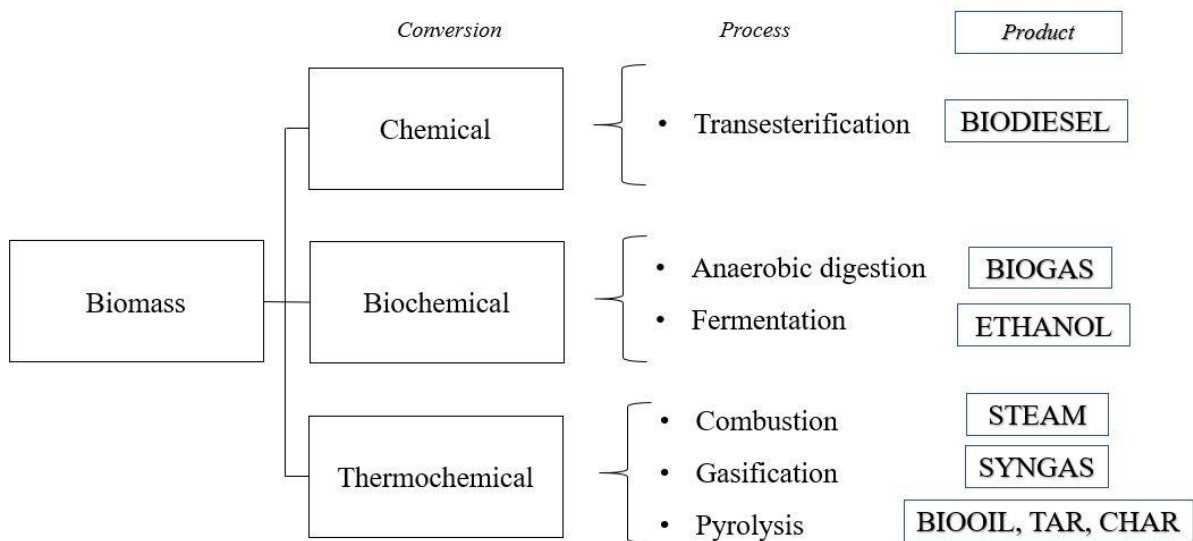 Conversion Process Product
Chemical
• Transesterification BIODIESEL
Biomass
Biochemical
• Anaerobic digestion BIOGAS
• Fermentation ETHANOL
Thermochemical
• Combustion STEAM
• Gasification SYNGAS
• Pyrolysis BIOOIL, TAR, CHAR